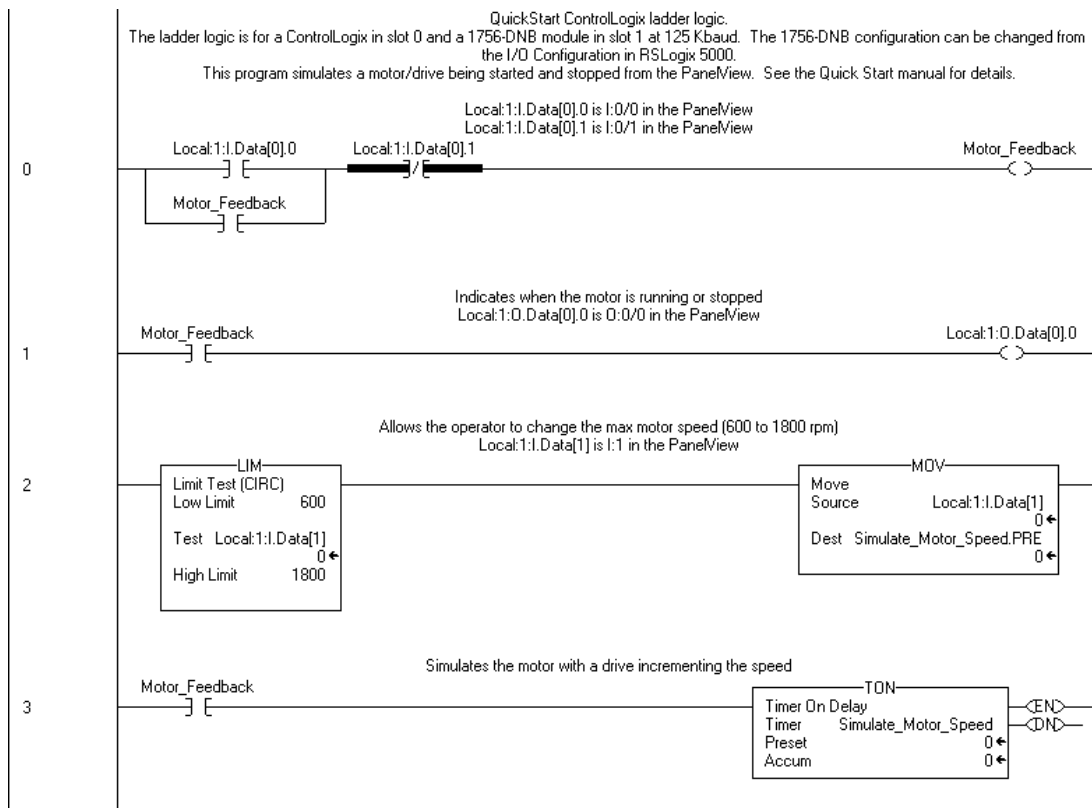 QuickStart ControlLogix ladder logic.
The ladder logic is for a ControlLogix in slot 0 and a 1756-DNB module in slot 1 at 125 Kbaud. The 1756-DNB configuration can be changed from
the I/O Configuration in RSLogix 5000.
This program simulates a motor/drive being started and stopped from the PanelView. See the Quick Start manual for details.
Local:1:I.Data[0].0 is I:0/0 in the PanelView
Local:1:I.Data[0].1 is I:0/1 in the PanelView
Local:1:I.Data[0].0
Local:1:I.Data[0].1
Motor_Feedback
0
Motor_Feedback
Indicates when the motor is running or stopped
Local:1:O.Data[0].0 is O:0/0 in the PanelView
Motor_Feedback
Local:1:O.Data[0].0
1
Allows the operator to change the max motor speed (600 to 1800 rpm)
Local:1:I.Data[1] is I:1 in the PanelView
2
LIM
Limit Test (CIRC)
Low Limit 600
Test Local:1:I.Data[1]
0
High Limit 1800
MOV
Move
Source Local:1:I.Data[1]
0
Dest Simulate_Motor_Speed.PRE
0
Simulates the motor with a drive incrementing the speed
Motor_Feedback
3
TON
Timer On Delay
Timer Simulate_Motor_Speed
Preset 0
Accum 0
EN
DN